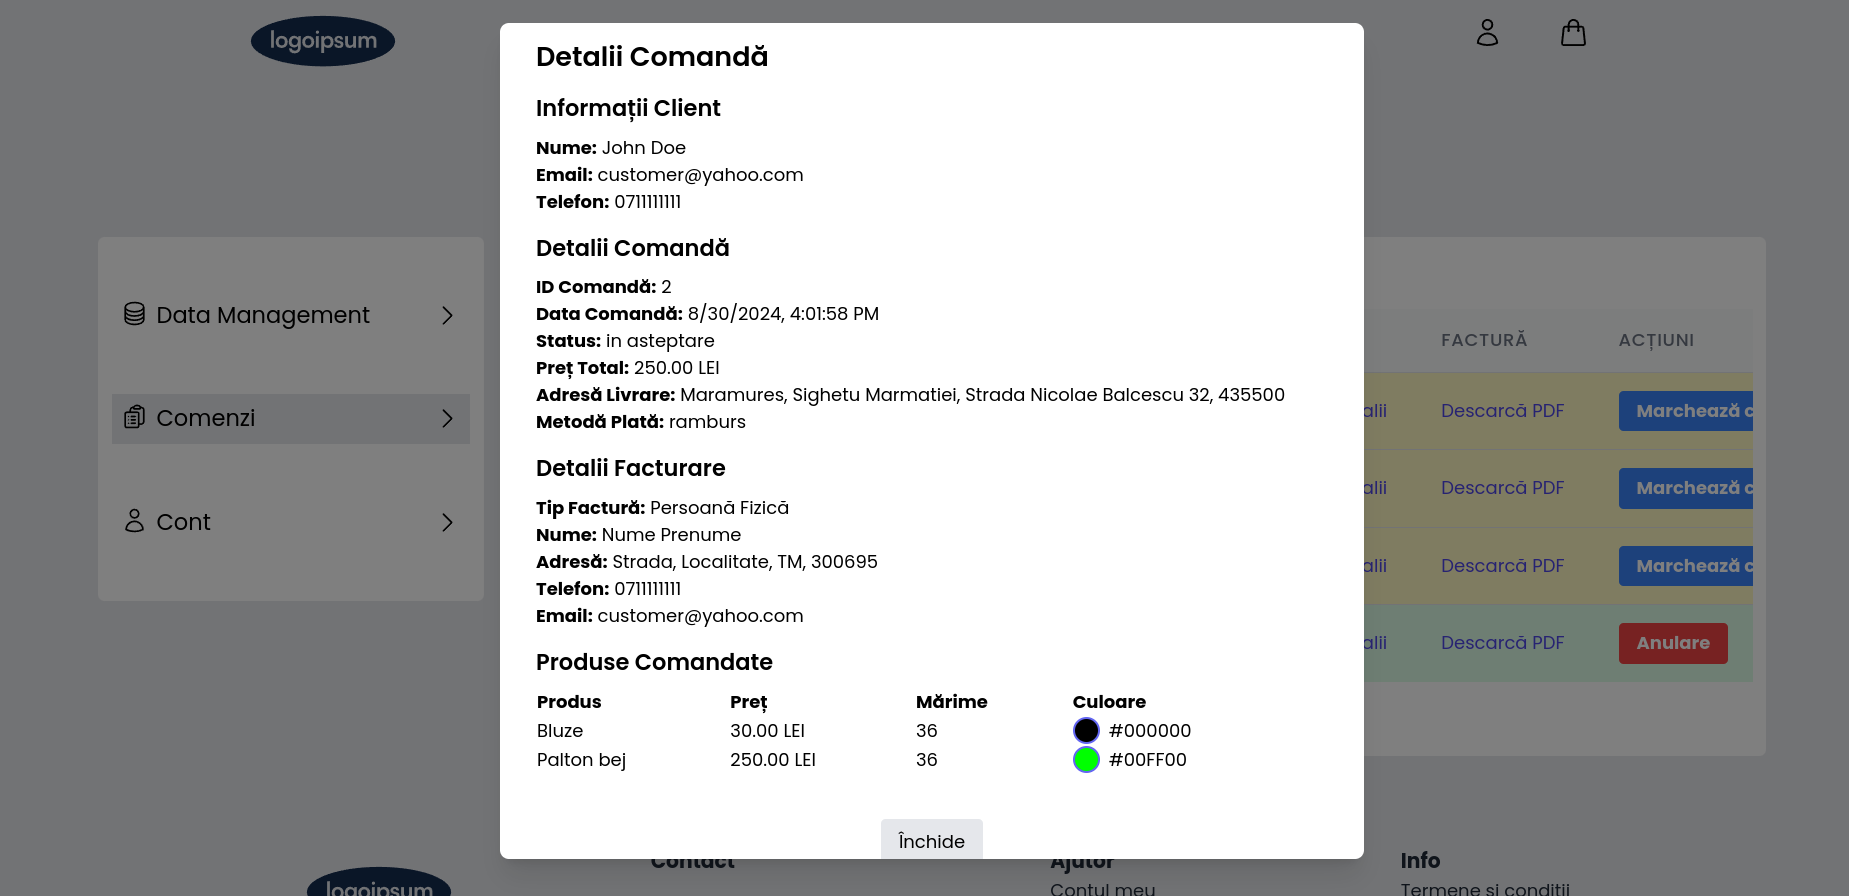 logoipsum
Detalii Comandă
Informații Client
Nume: John Doe
Email: customer@yahoo.com
Telefon: 0711111111
Detalii Comandă
ID Comandă: 2
Data Comandă: 8/30/2024, 4:01:58 PM
Status: in asteptare
Preț Total: 250.00 LEI
Adresă Livrare: Maramures, Sighetu Marmatiei, Strada Nicolae Balcescu 32, 435500
Metodă Plată: ramburs
Detalii Facturare
Tip Factură: Persoană Fizică
Nume: Nume Prenume
Adresă: Strada, Localitate, TM, 300695
Telefon: 0711111111
Email: customer@yahoo.com
Produse Comandate
Produs Preț Mărime Culoare
Bluze 30.00 LEI 36 #000000
Palton bej 250.00 LEI 36 #00FF00
Închide
Data Management
Comenzi
Cont
FACTURĂ ACȚIUNI
alii Descarcă PDF Marchează c
alii Descarcă PDF Marchează c
alii Descarcă PDF Marchează c
alii Descarcă PDF Anulare
logoipsum
Contact
Ajutor
Contul meu
Info
Termene si conditii